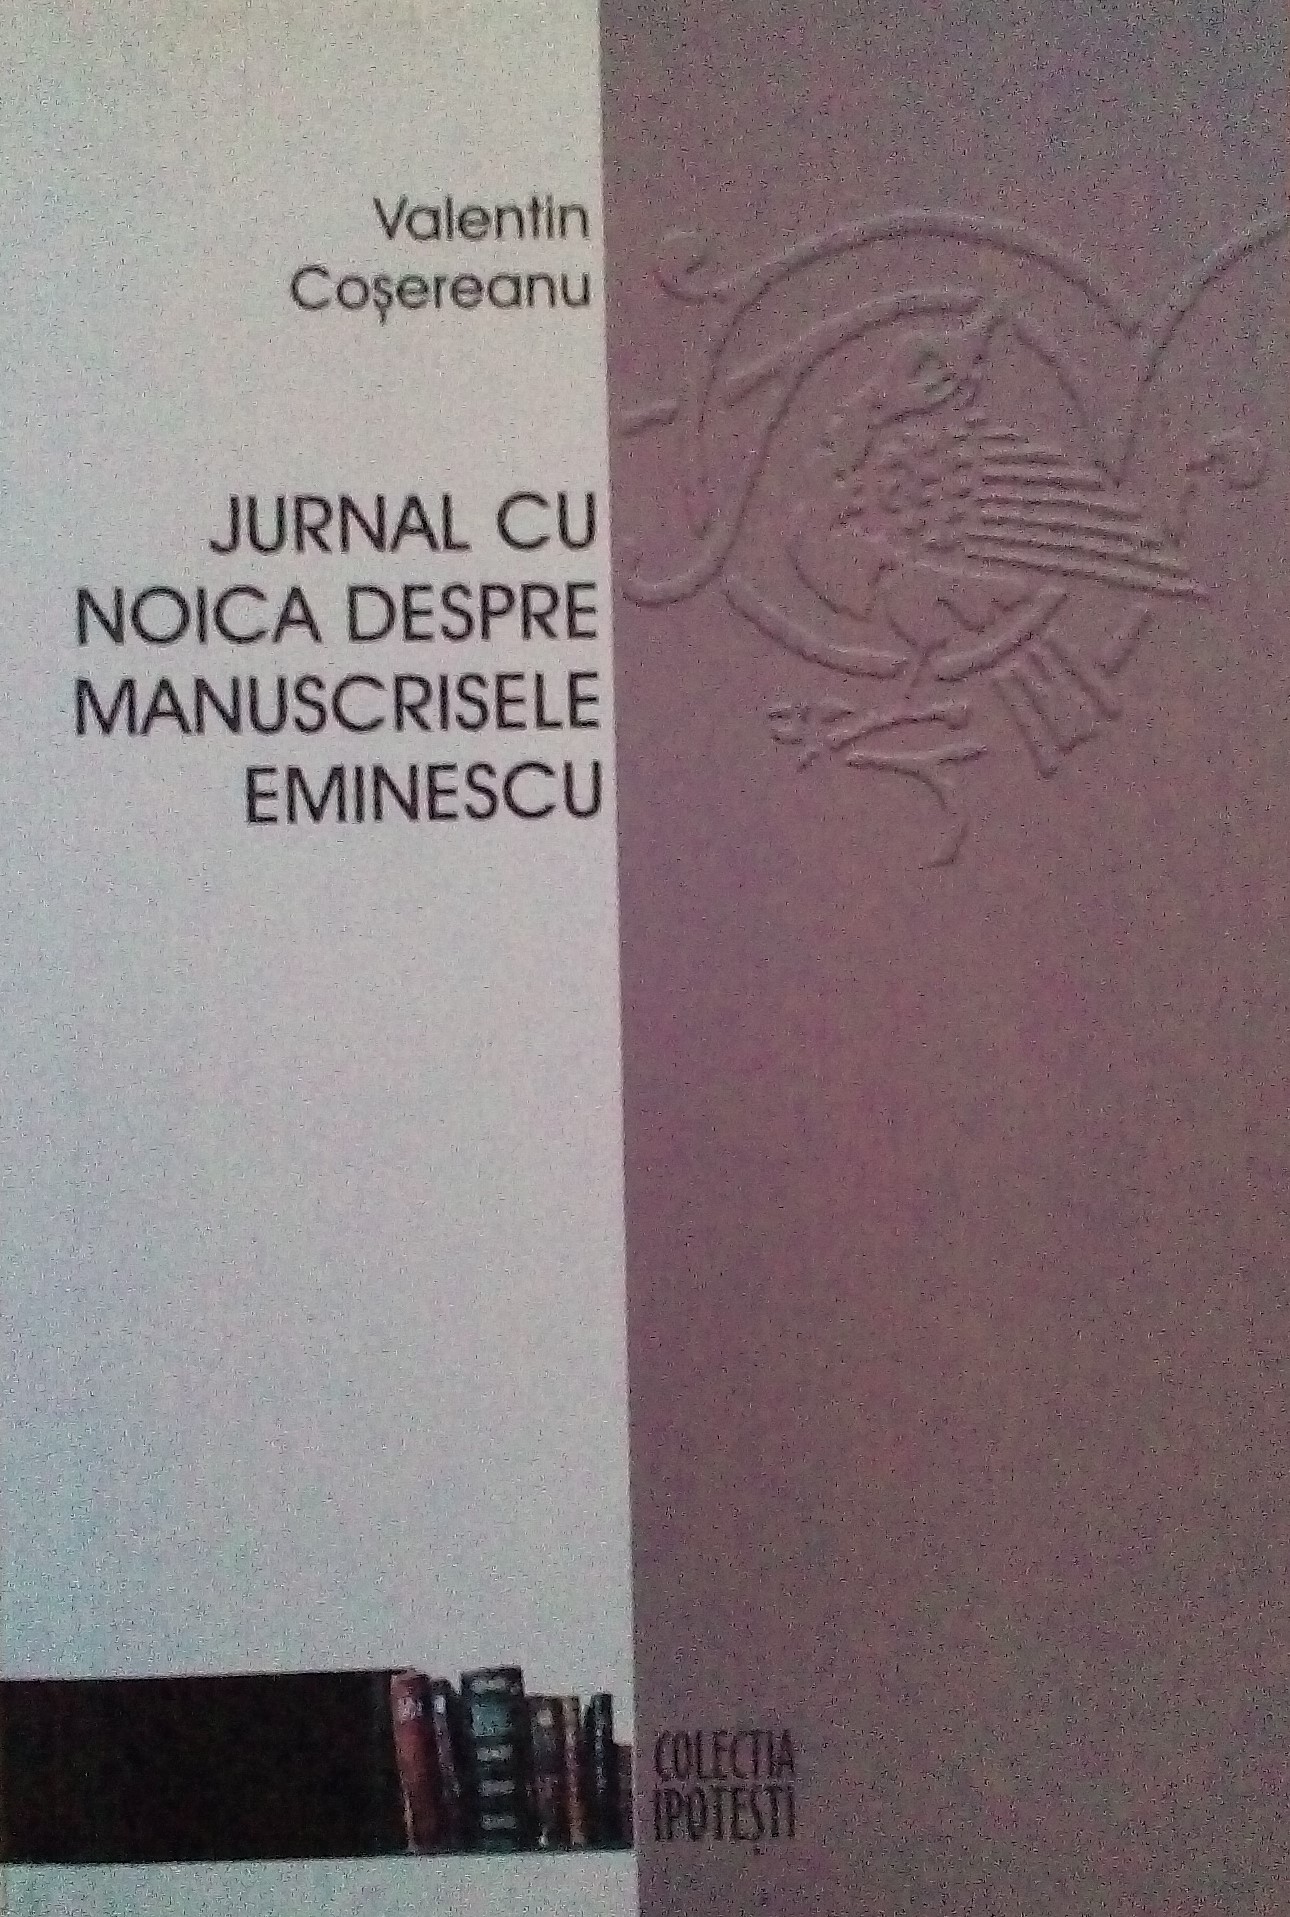 Valentin
Coșereanu
JURNAL CU
NOICA DESPRE
MANUSCRISELE
EMINESCU
COLECȚIA
IPOTEȘTI